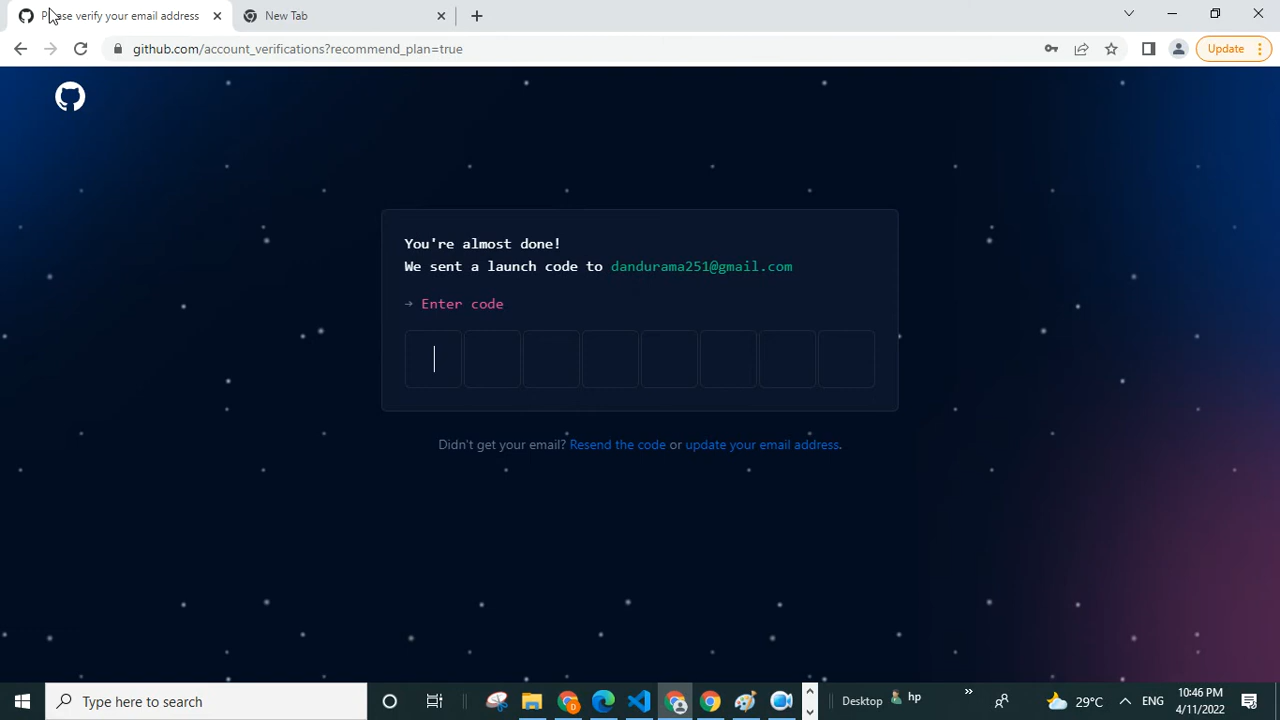 Please verify your email address
New Tab
github.com/account_verifications?recommend_plan=true
Update
You're almost done!
We sent a launch code to dandurama251@gmail.com
→ Enter code
Didn't get your email? Resend the code or update your email address.
Type here to search
Desktop
hp
29°C
ENG
10:46 PM
4/11/2022